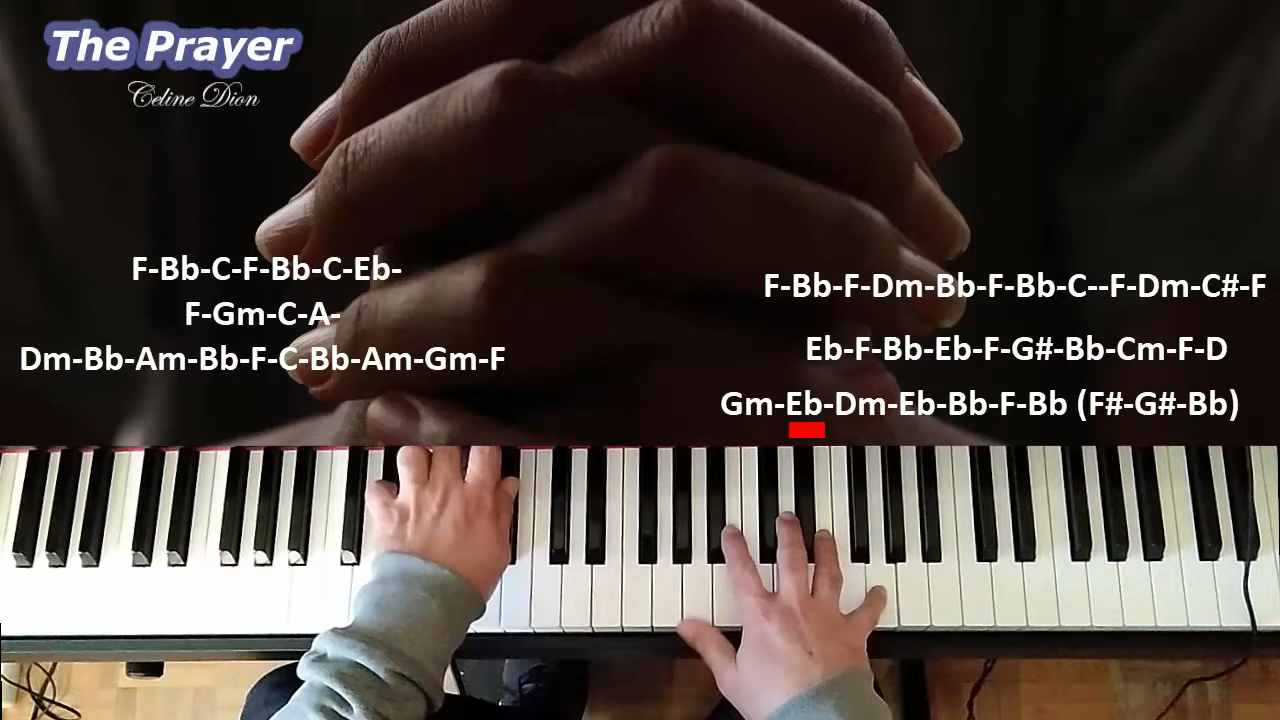 The Prayer
Celine Dion
F-Bb-C-F-Bb-C-Eb-
F-Gm-C-A-
Dm-Bb-Am-Bb-F-C-Bb-Am-Gm-F
F-Bb-F-Dm-Bb-F-Bb-C--F-Dm-C#-F
Eb-F-Bb-Eb-F-G#-Bb-Cm-F-D
Gm-Eb-Dm-Eb-Bb-F-Bb (F#-G#-Bb)